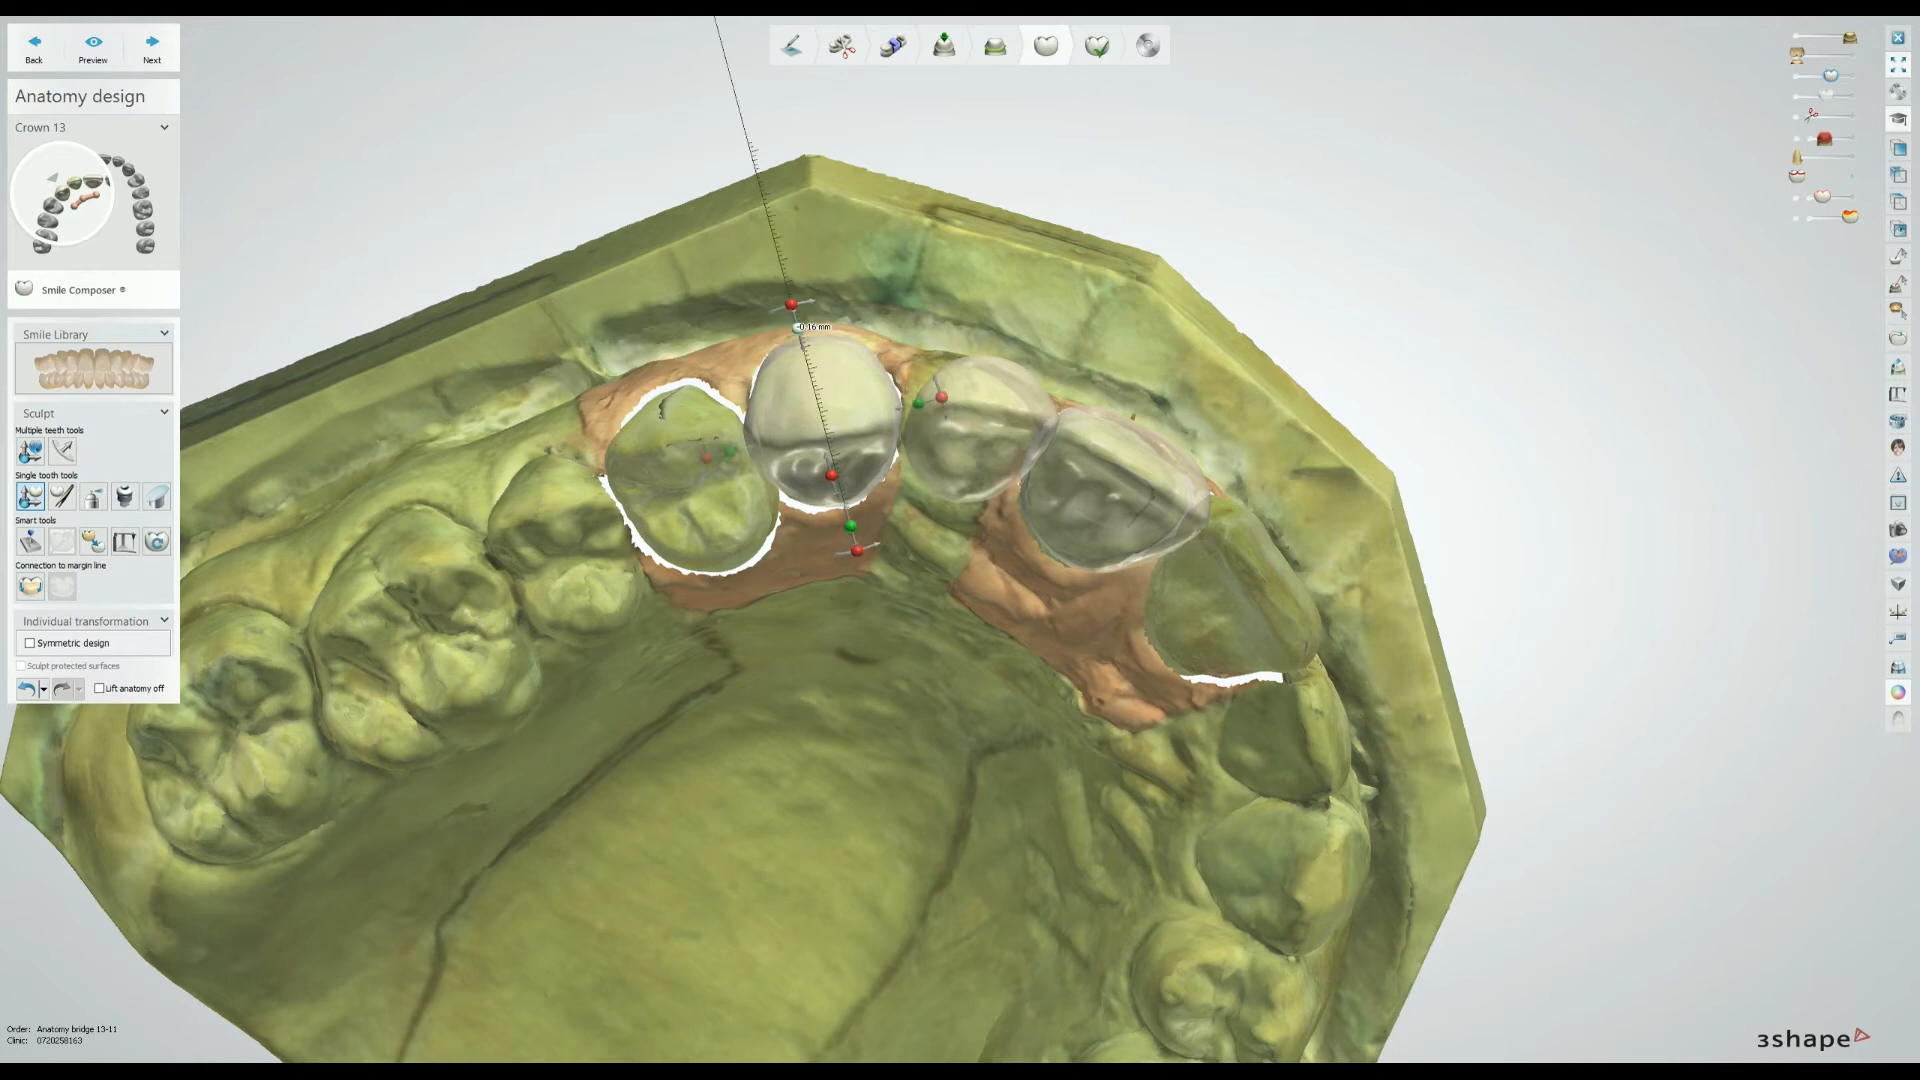 Back
Preview
Next
Anatomy design
Crown 13
Smile Composer ®
Smile Library
Sculpt
Multiple teeth tools
Single tooth tools
Smart tools
Connection to margin line
Individual transformation
Symmetric design
Sculpt protected surfaces
Lift anatomy off
-0.16 mm
Order: Anatomy bridge 13-11
Clinic: 0720258163
3shape